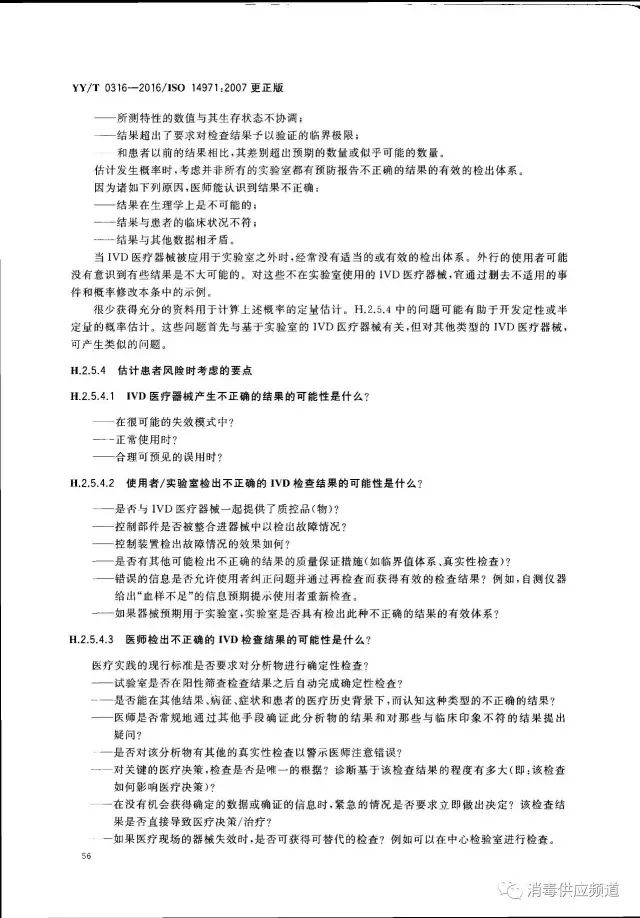 YY/T 0316—2016/ISO 14971:2007 更正版
——所测特性的数值与其生存状态不协调;
——结果超出了要求对检查结果予以验证的临界极限;
——和患者以前的结果相比,其差别超出预期的数量或似乎可能的数量。
估计发生概率时,考虑并非所有的实验室都有预防报告不正确的结果的有效的检出体系。
因为诸如下列原因,医师能认识到结果不正确:
——结果在生理学上是不可能的;
——结果与患者的临床状况不符;
——结果与其他数据相矛盾。
当 IVD 医疗器械被应用于实验室之外时,经常没有适当的或有效的检出体系。外行的使用者可能
没有意识到有些结果是不大可能的。对这些不在实验室使用的 IVD 医疗器械,宜通过删去不适用的事
件和概率修改本条中的示例。
很少获得充分的资料用于计算上述概率的定量估计。H.2.5.4 中的问题可能有助于开发定性或半
定量的概率估计。这些问题首先与基于实验室的 IVD 医疗器械有关,但对其他类型的 IVD 医疗器械,
可产生类似的问题。
H.2.5.4 估计患者风险时考虑的要点
H.2.5.4.1 IVD 医疗器械产生不正确的结果的可能性是什么?
——在很可能的失效模式中?
——正常使用时?
——合理可预见的误用时?
H.2.5.4.2 使用者/实验室检出不正确的 IVD 检查结果的可能性是什么?
——是否与 IVD 医疗器械一起提供了质控品(物)?
——控制部件是否被整合进器械中以检出故障情况?
——控制装置检出故障情况的效果如何?
——是否有其他可能检出不正确的结果的质量保证措施(如临界值体系、真实性检查)?
——错误的信息是否允许使用者纠正问题并通过再检查而获得有效的检查结果? 例如,自测仪器
给出“血样不足”的信息预期提示使用者重新检查。
——如果器械预期用于实验室,实验室是否具有检出此种不正确的结果的有效体系?
H.2.5.4.3 医师检出不正确的 IVD 检查结果的可能性是什么?
医疗实践的现行标准是否要求对分析物进行确定性检查?
——试验室是否在阳性筛查检查结果之后自动完成确定性检查?
——是否能在其他结果、病征、症状和患者的医疗历史背景下,而认知这种类型的不正确的结果?
——医师是否常规地通过其他手段确证此分析物的结果和对那些与临床印象不符的结果提出
疑问?
——是否对该分析物有其他的真实性检查以警示医师注意错误?
——对关键的医疗决策,检查是否是唯一的根据? 诊断基于该检查结果的程度有多大(即:该检查
如何影响医疗决策)?
——在没有机会获得确定的数据或确证的信息时,紧急的情况是否要求立即做出决定? 该检查结
果是否直接导致医疗决策/治疗?
——如果医疗现场的器械失效时,是否可获得可替代的检查? 例如可以在中心检验室进行检查。
56
消毒供应频道